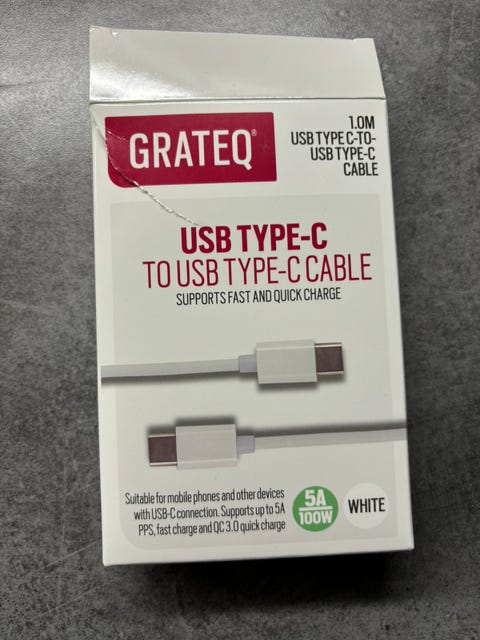 GRATEQ®
1.0M
USB TYPE C-TO-
USB TYPE-C
CABLE
USB TYPE-C
TO USB TYPE-C CABLE
SUPPORTS FAST AND QUICK CHARGE
Suitable for mobile phones and other devices
with USB-C connection. Supports up to 5A
PPS, fast charge and QC 3.0 quick charge
5A
100W
WHITE